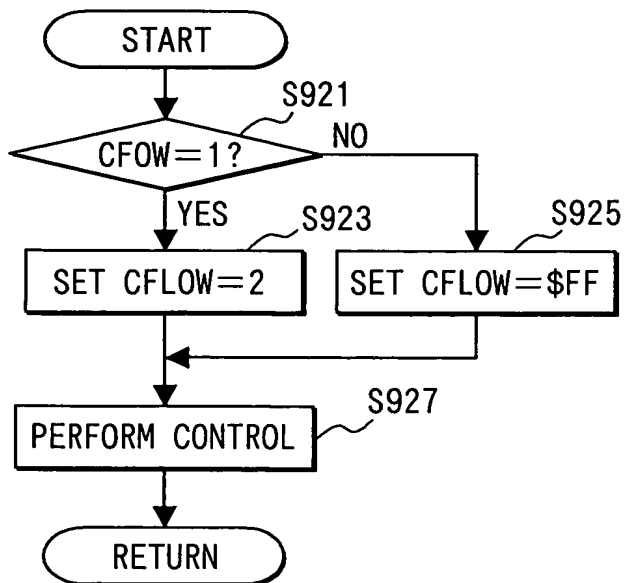 START
S921
CFOW=1?
NO
YES
S923
S925
SET CFLOW=2
SET CFLOW=$FF
S927
PERFORM CONTROL
RETURN